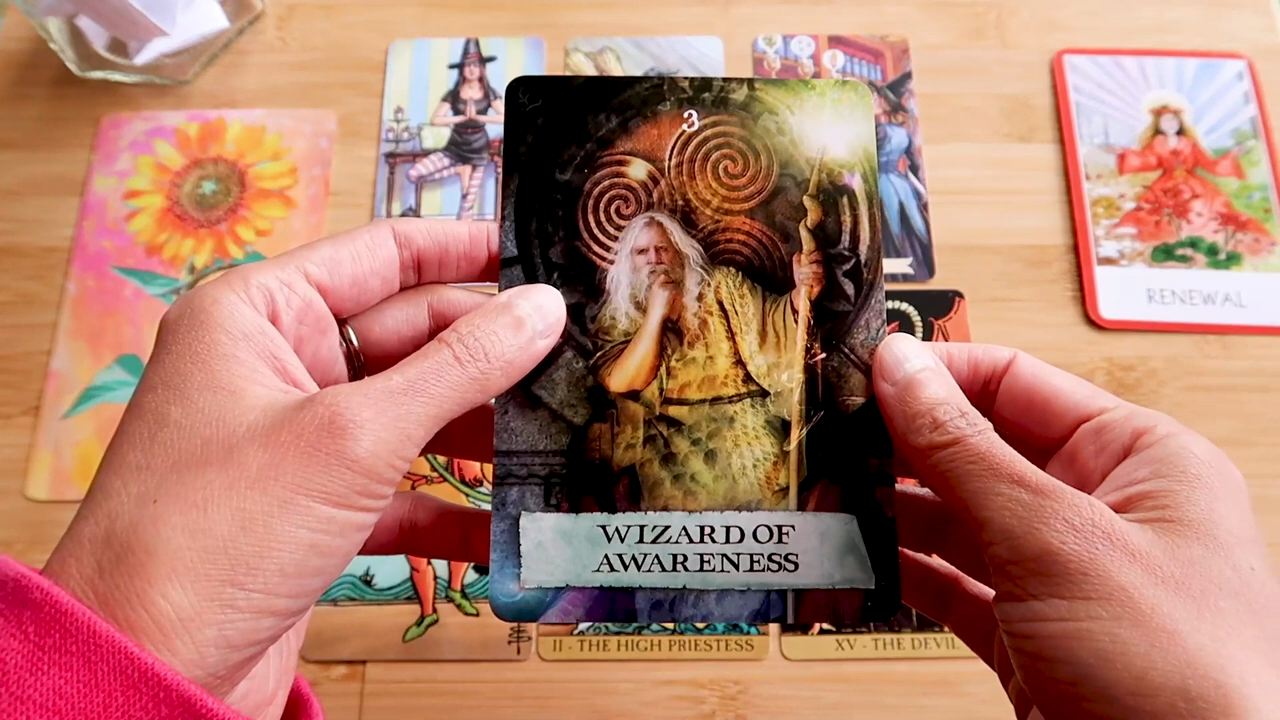 3
WIZARD OF
AWARENESS
RENEWAL
II - THE HIGH PRIESTESS
XV - THE DEVIL